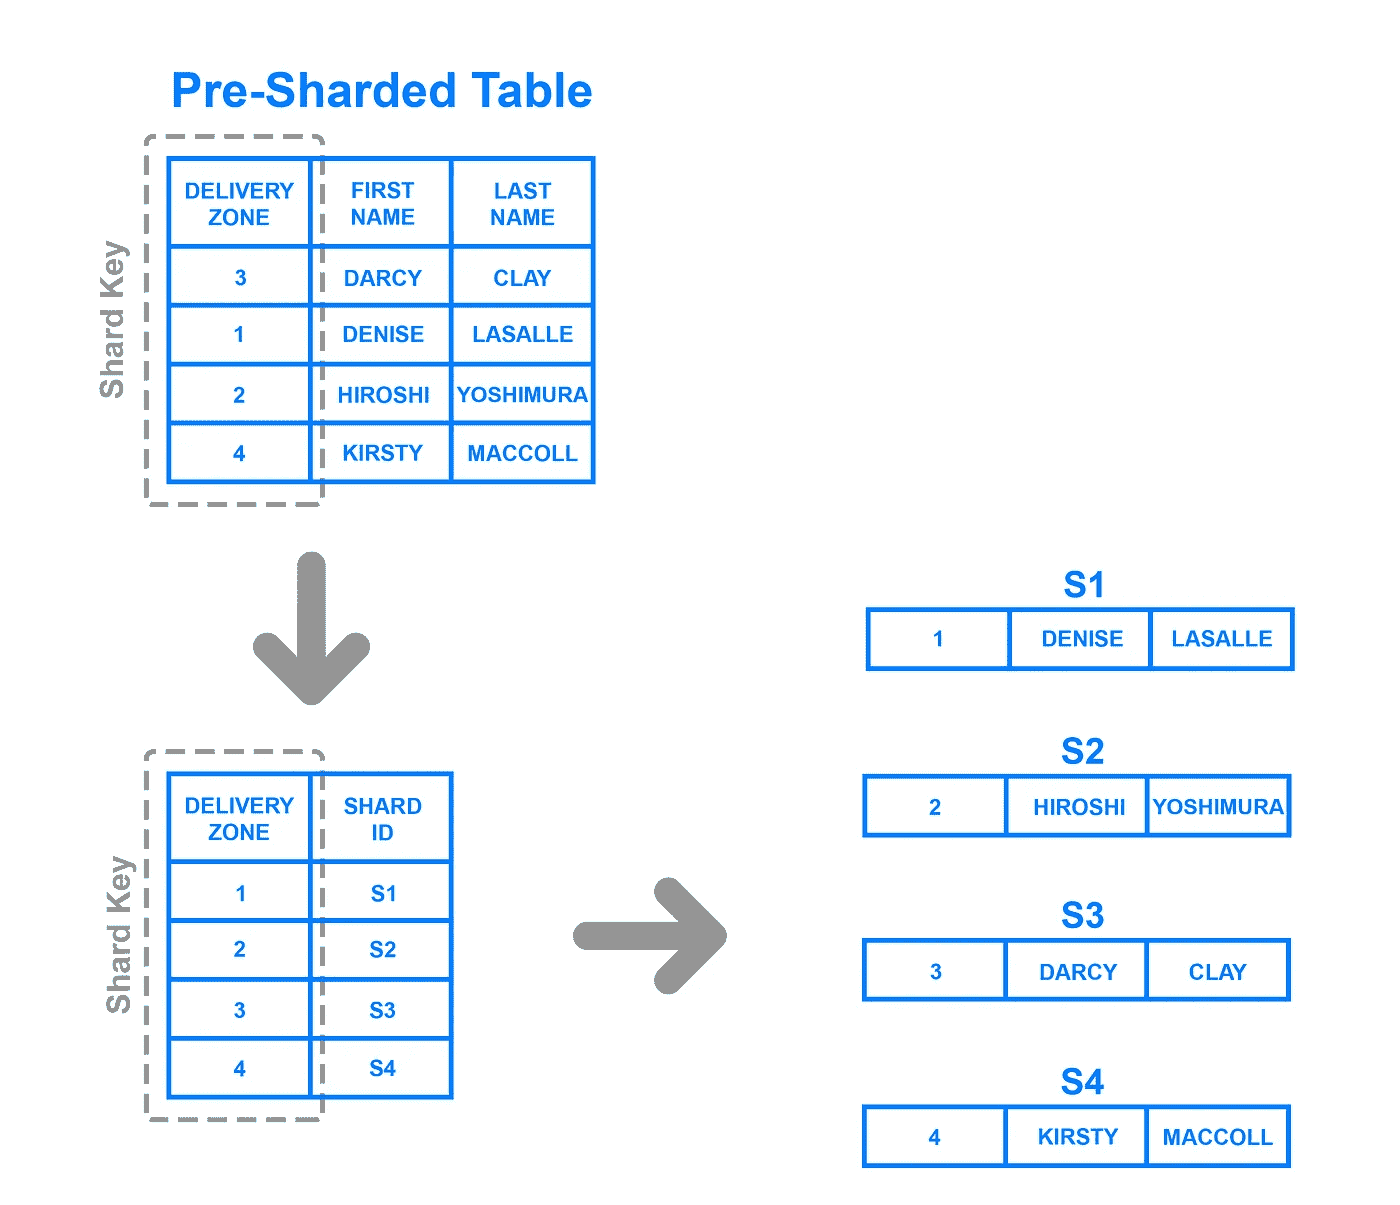 Pre-Sharded Table
Shard Key
DELIVERY ZONE FIRST NAME LAST NAME
3 DARCY CLAY
1 DENISE LASALLE
2 HIROSHI YOSHIMURA
4 KIRSTY MACCOLL
Shard Key
DELIVERY ZONE SHARD ID
1 S1
2 S2
3 S3
4 S4
S1
1 DENISE LASALLE
S2
2 HIROSHI YOSHIMURA
S3
3 DARCY CLAY
S4
4 KIRSTY MACCOLL